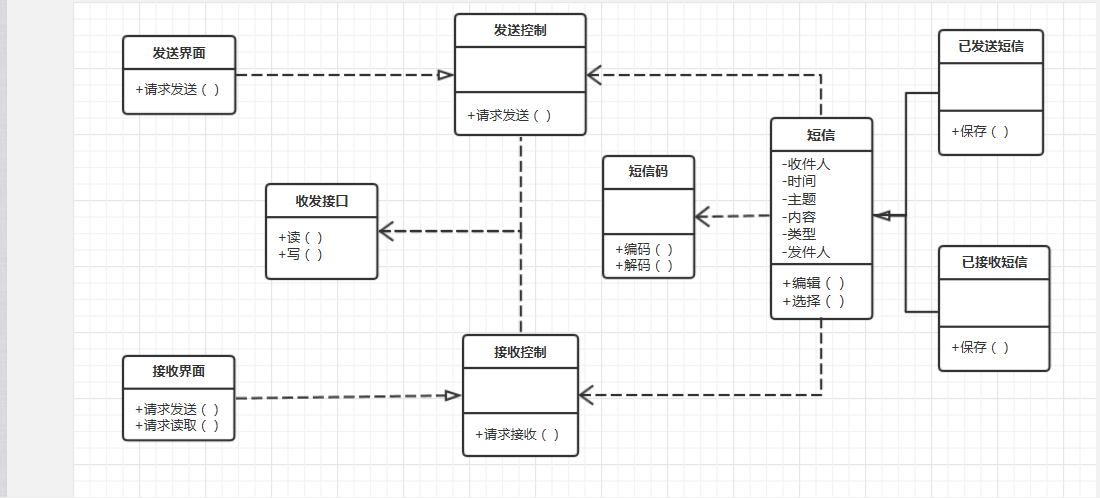 发送界面
+请求发送（ ）
发送控制
+请求发送（ ）
已发送短信
+保存（ ）
短信
-收件人
-时间
-主题
-内容
-类型
-发件人
+编辑（ ）
+选择（ ）
短信码
+编码（ ）
+解码（ ）
收发接口
+读（ ）
+写（ ）
已接收短信
+保存（ ）
接收界面
+请求发送（ ）
+请求读取（ ）
接收控制
+请求接收（ ）